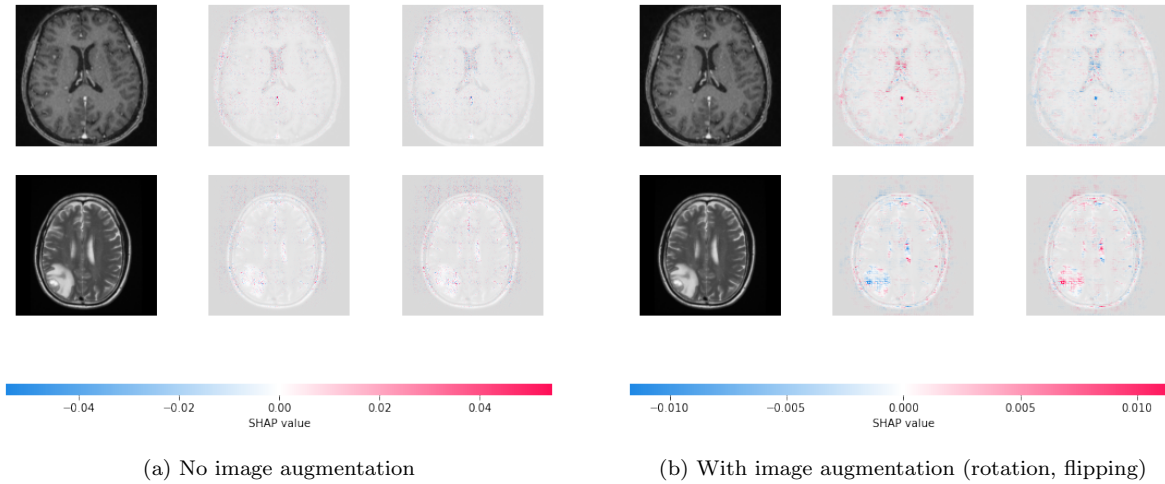 −0.04 −0.02 0.00 0.02 0.04
SHAP value
(a) No image augmentation
−0.010 −0.005 0.000 0.005 0.010
SHAP value
(b) With image augmentation (rotation, flipping)